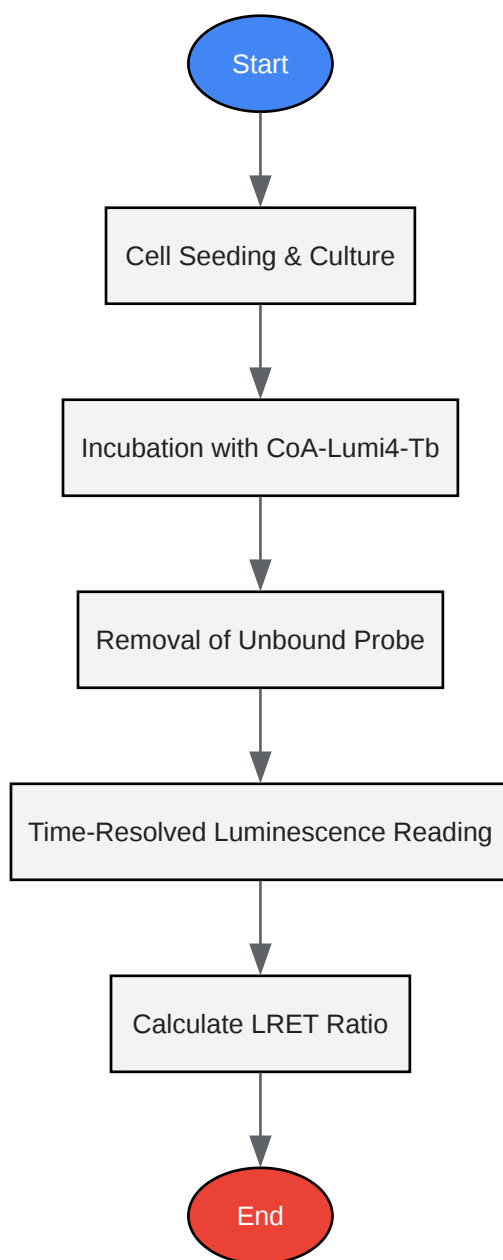 Start
Cell Seeding & Culture
Incubation with CoA-Lumi4-Tb
Removal of Unbound Probe
Time-Resolved Luminescence Reading
Calculate LRET Ratio
End